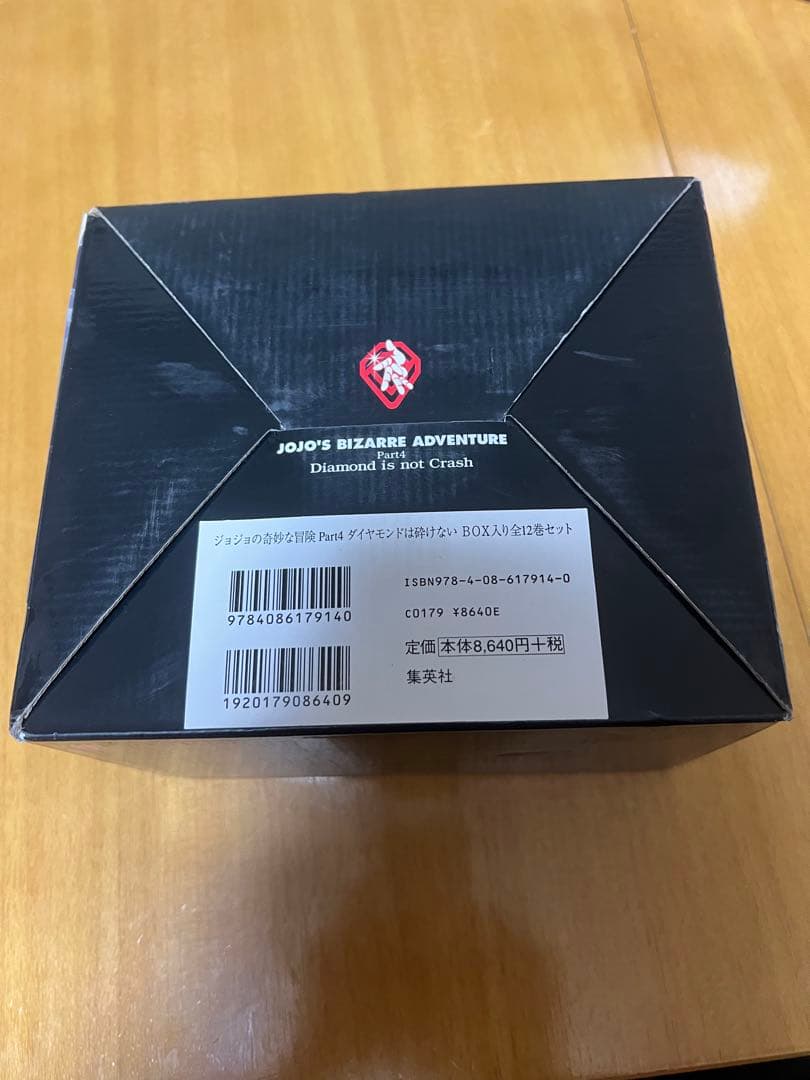 JOJO'S BIZARRE ADVENTURE
Part4
Diamond is not Crash
ジョジョの奇妙な冒険 Part4 ダイヤモンドは砕けない BOX入り全12巻セット
9784086179140
ISBN978-4-08-617914-0
C0179 ¥8640E
定価 本体8,640円+税
集英社
1920179086409